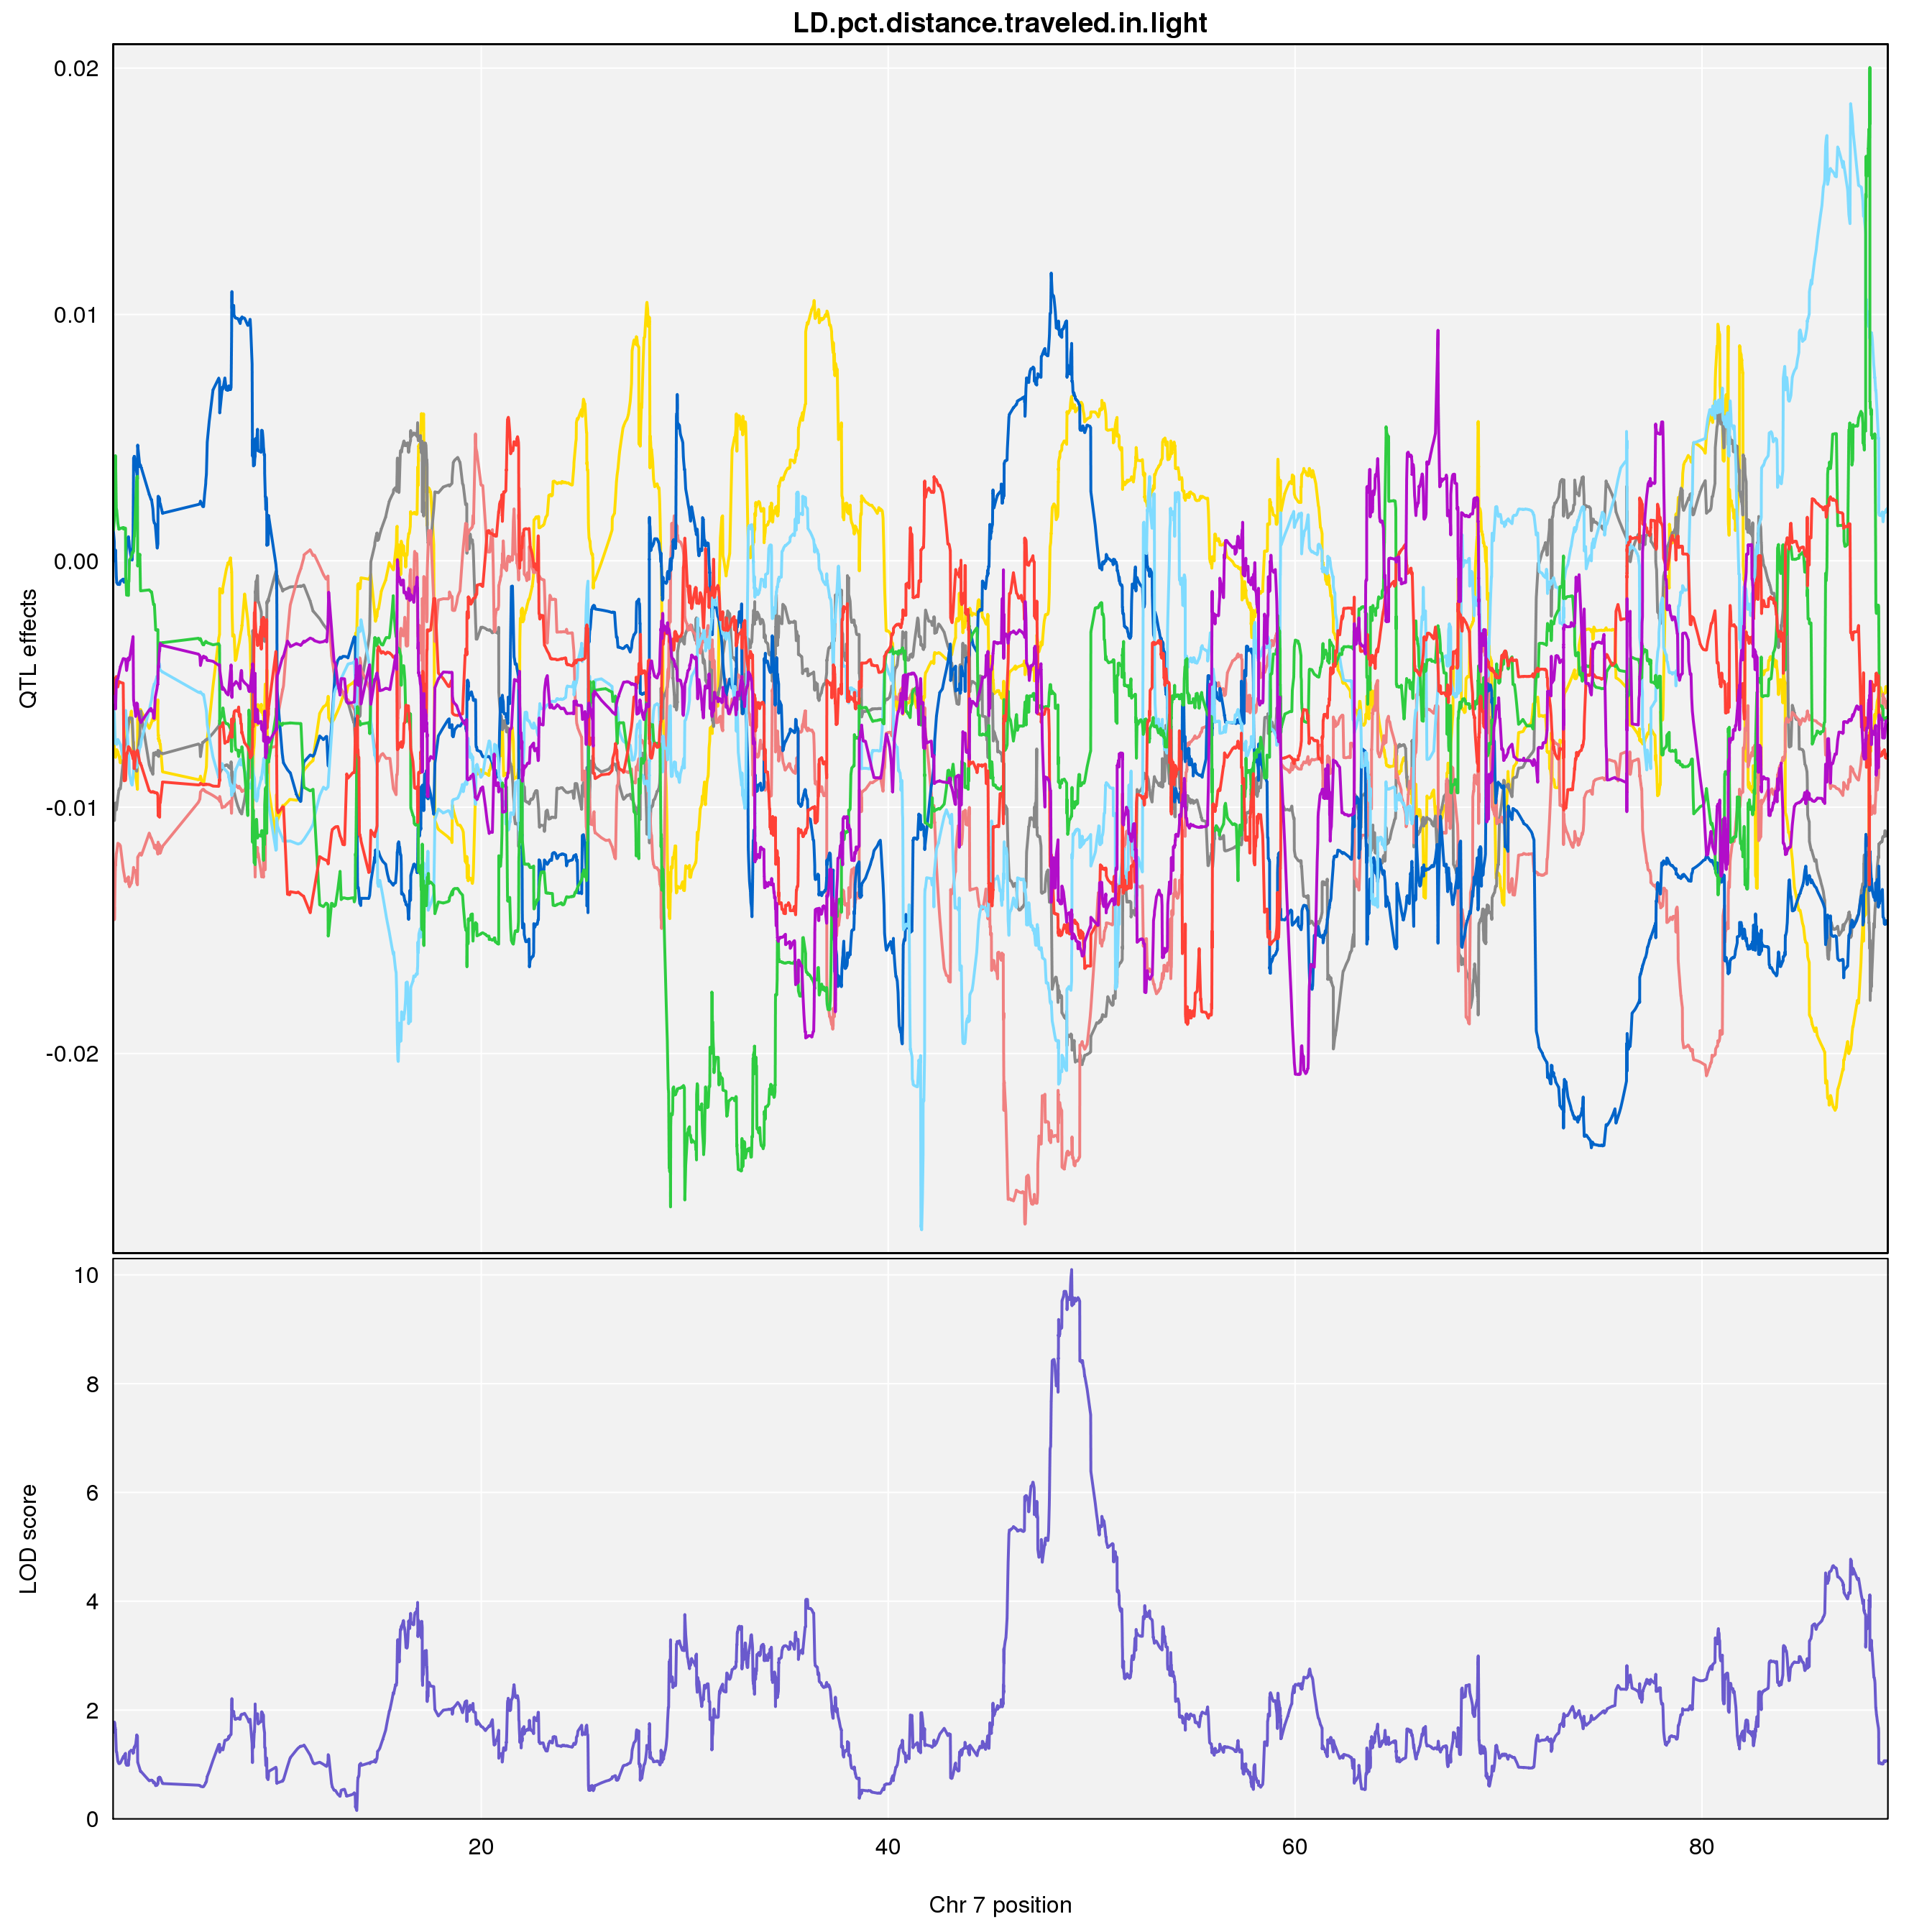 LD.pct.distance.traveled.in.light
0.02
0.01
0.00
-0.01
-0.02
QTL effects
10
8
6
4
2
0
LOD score
20 40 60 80
Chr 7 position